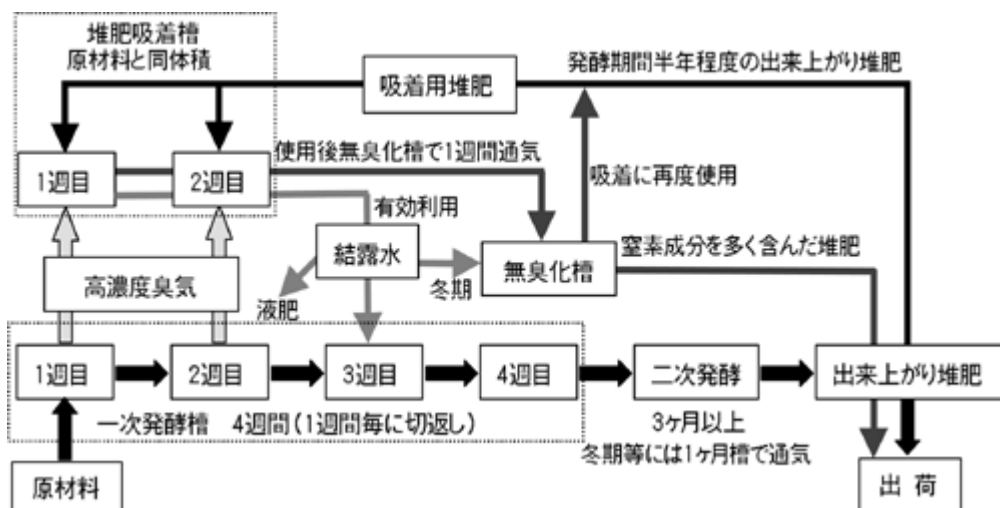 堆肥吸着槽
原材料と同体積
発酵期間半年程度の出来上がり堆肥
吸着用堆肥
使用後無臭化槽で1週間通気
1週目
2週目
吸着に再度使用
有効利用
結露水
窒素成分を多く含んだ堆肥
無臭化槽
冬期
高濃度臭気
液肥
1週目
2週目
3週目
4週目
二次発酵
出来上がり堆肥
一次発酵槽 4週間(1週間毎に切返し)
3ヶ月以上
冬期等には1ヶ月槽で通気
原材料
出 荷